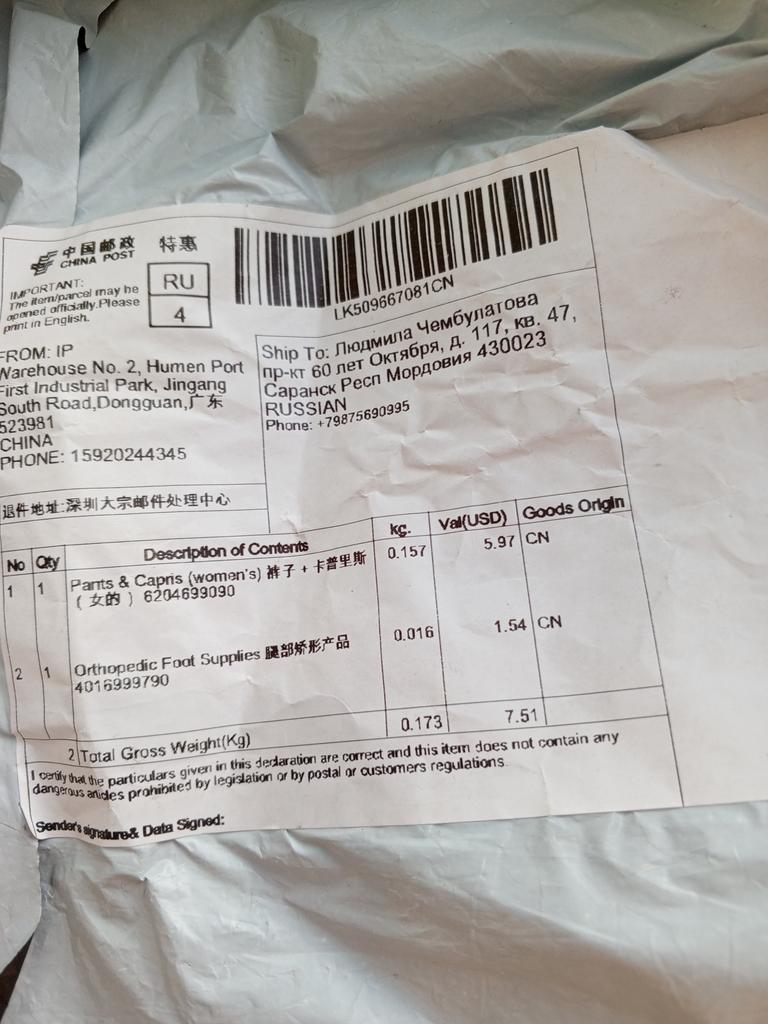 中国邮政 特惠
CHINA POST
IMPORTANT:
The item/parcel may be
opened officially.Please
print in English.
RU
4
LK509667081CN
FROM: IP
Warehouse No. 2, Humen Port
First Industrial Park, Jingang
South Road,Dongguan,广东
523981
CHINA
PHONE: 15920244345
Ship To: Людмила Чембулатова
пр-кт 60 лет Октября, д. 117, кв. 47,
Саранск Респ Мордовия 430023
RUSSIAN
Phone: +79875690995
退件地址:深圳大宗邮件处理中心
No Qty Description of Contents kg. Val(USD) Goods Origin
1 1 Pants & Capris (women's) 裤子 + 卡普里斯 0.157 5.97 CN
( 女的 ) 6204699090
2 1 Orthopedic Foot Supplies 腿部矫形产品 0.016 1.54 CN
4016999790
2 Total Gross Weight(Kg) 0.173 7.51
I certify that the particulars given in this declaration are correct and this item does not contain any
dangerous articles prohibited by legislation or by postal or customers regulations.
Sender's signature& Data Signed: